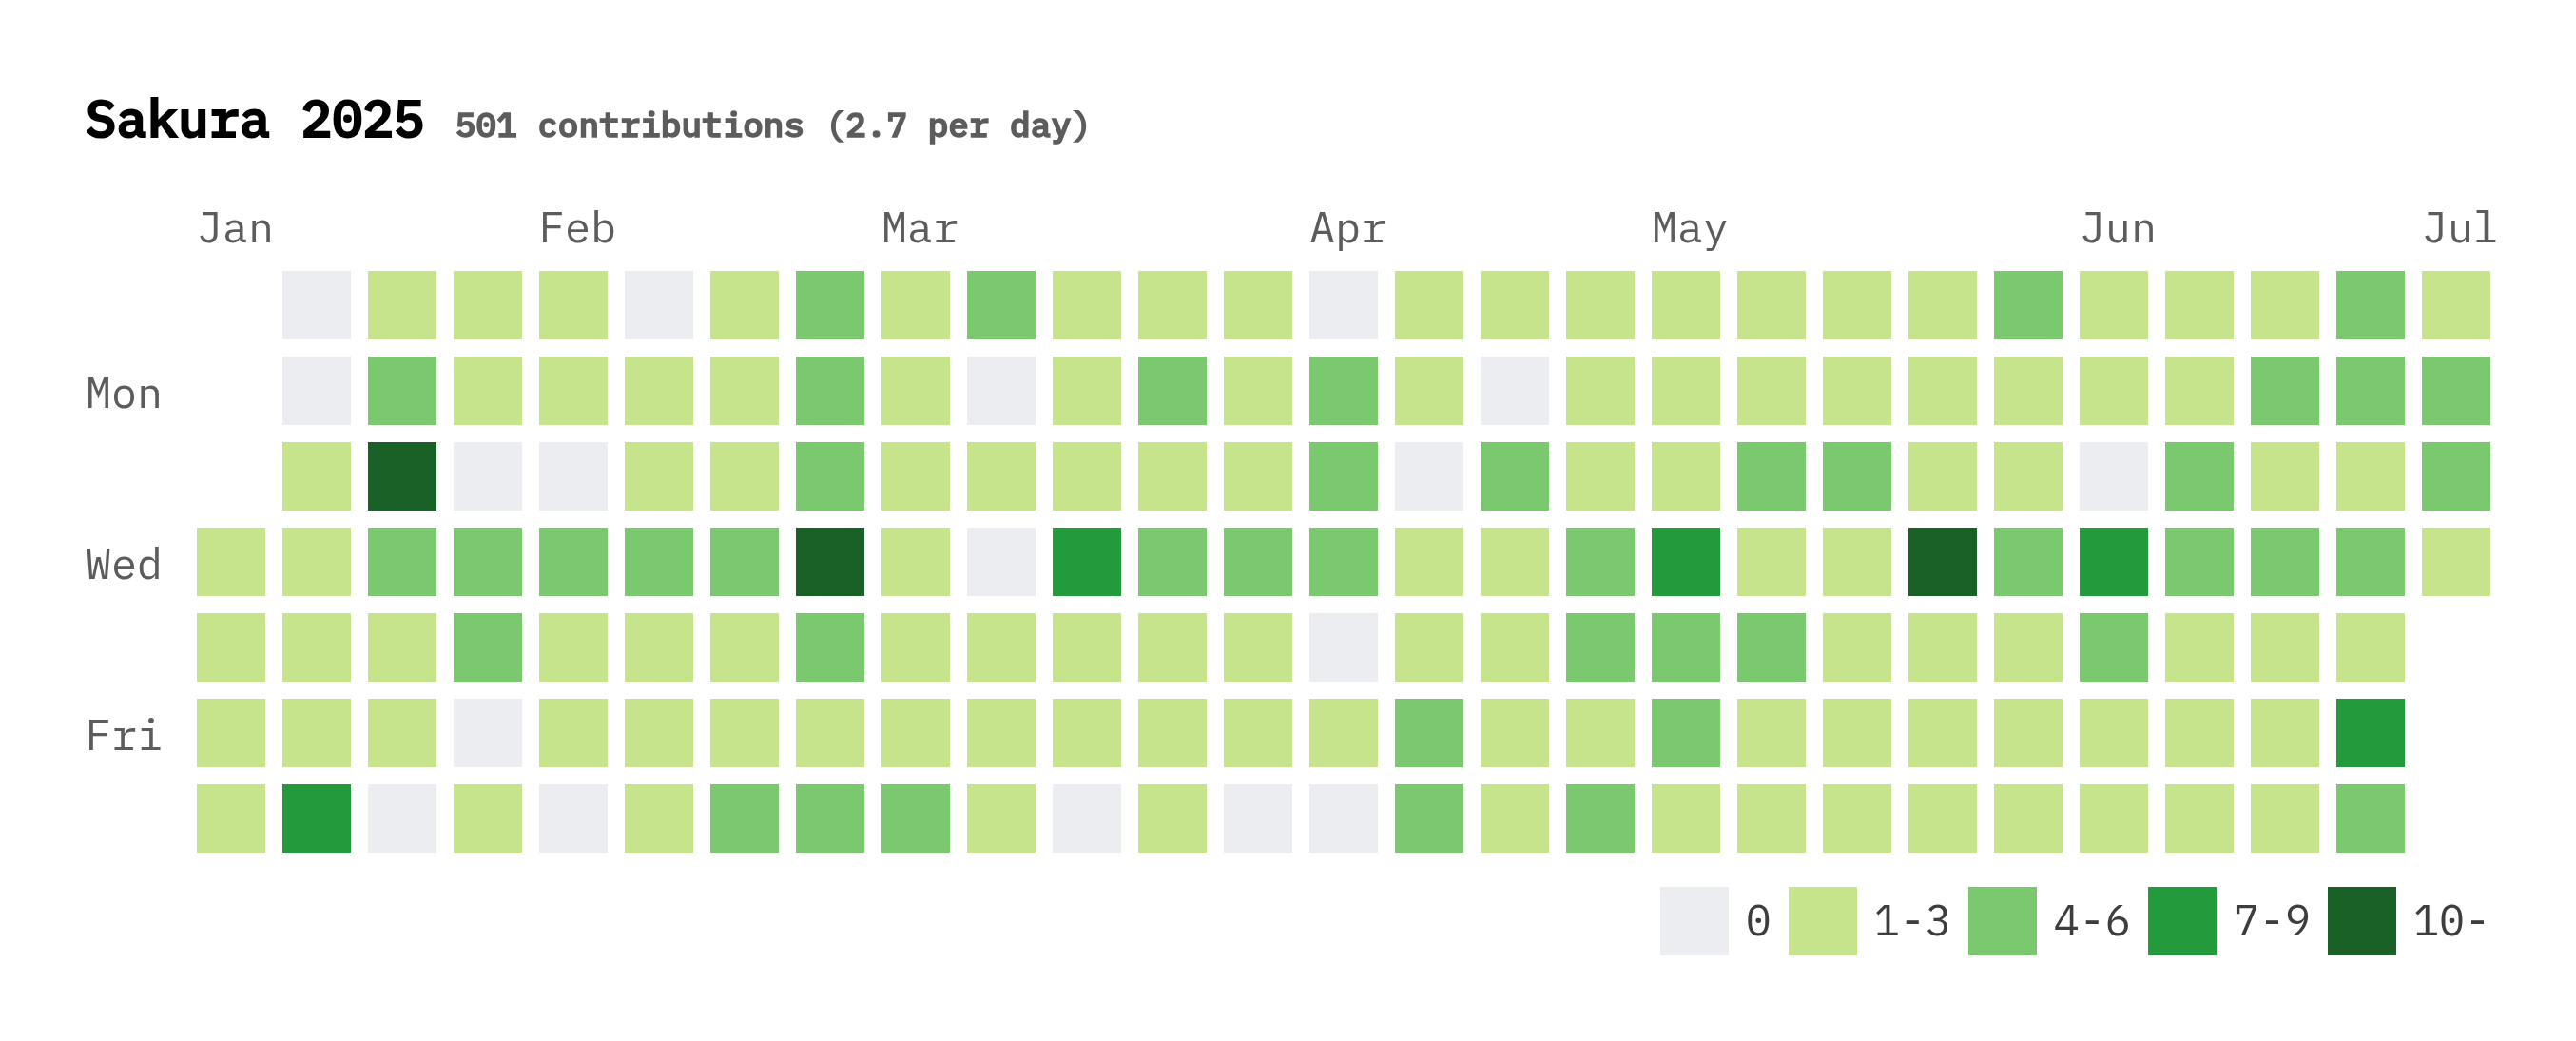 Sakura 2025 501 contributions (2.7 per day)
Jan Feb Mar Apr May Jun Jul
Mon
Wed
Fri
0 1-3 4-6 7-9 10-